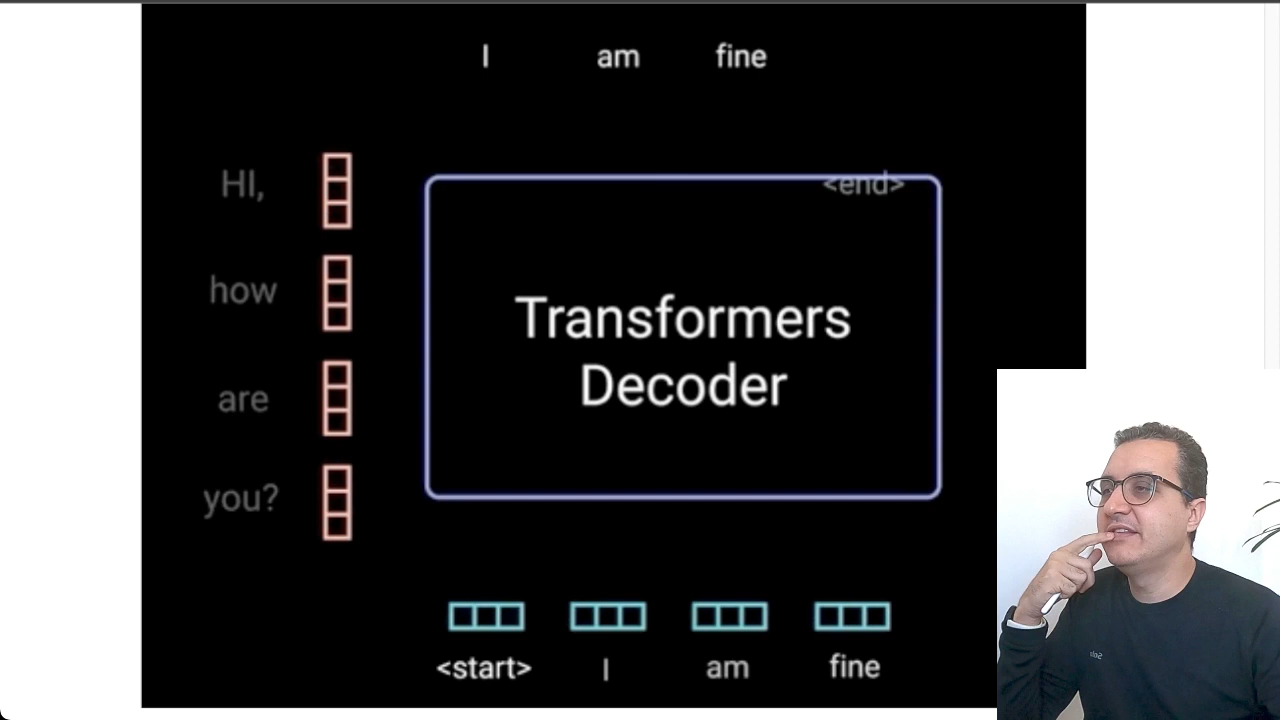 I am fine
HI,
<end>
how
Transformers
Decoder
are
you?
<start> I am fine